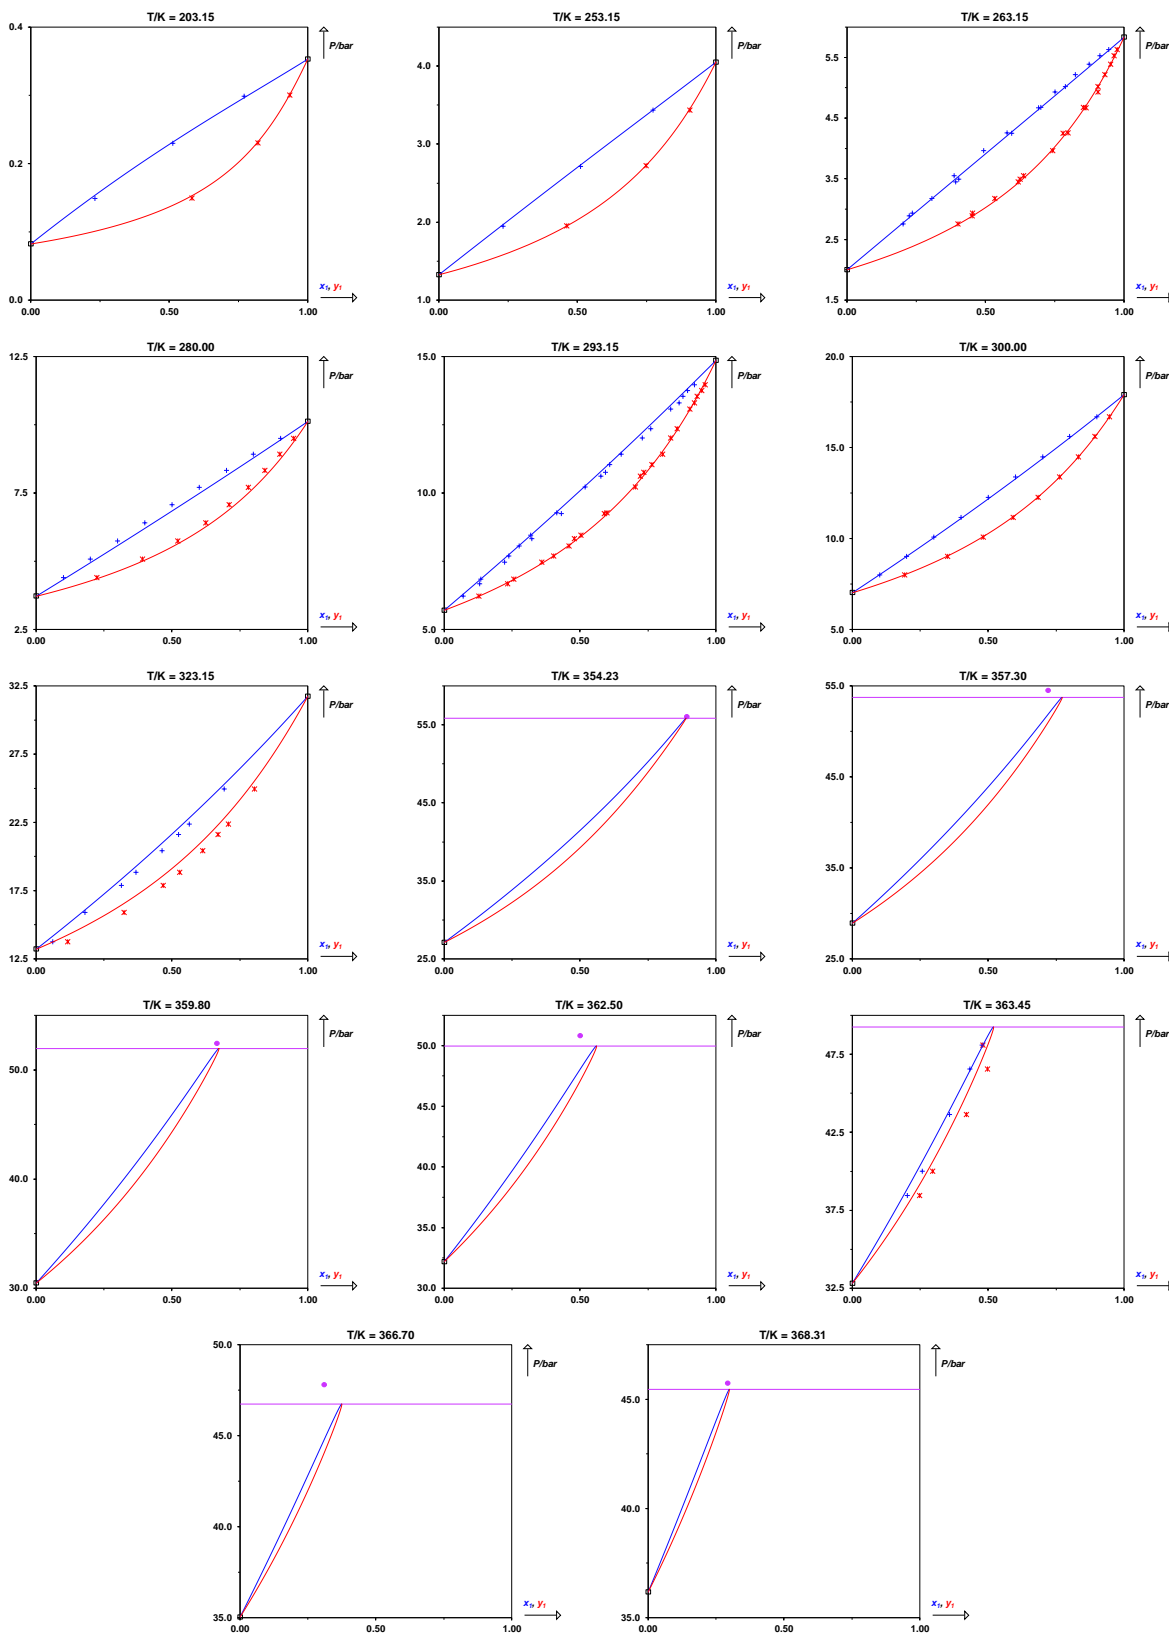 T/K = 203.15
0.4
P/bar
0.2
0.0
x1, y1
0.00 0.50 1.00
T/K = 253.15
P/bar
4.0
3.0
2.0
1.0
x1, y1
0.00 0.50 1.00
T/K = 263.15
P/bar
5.5
4.5
3.5
2.5
1.5
x1, y1
0.00 0.50 1.00
T/K = 280.00
12.5
P/bar
7.5
2.5
x1, y1
0.00 0.50 1.00
T/K = 293.15
15.0
P/bar
10.0
5.0
x1, y1
0.00 0.50 1.00
T/K = 300.00
20.0
P/bar
15.0
10.0
5.0
x1, y1
0.00 0.50 1.00
T/K = 323.15
32.5
P/bar
27.5
22.5
17.5
12.5
x1, y1
0.00 0.50 1.00
T/K = 354.23
P/bar
55.0
45.0
35.0
25.0
x1, y1
0.00 0.50 1.00
T/K = 357.30
55.0
P/bar
45.0
35.0
25.0
x1, y1
0.00 0.50 1.00
T/K = 359.80
P/bar
50.0
40.0
30.0
x1, y1
0.00 0.50 1.00
T/K = 362.50
P/bar
50.0
45.0
40.0
35.0
30.0
x1, y1
0.00 0.50 1.00
T/K = 363.45
P/bar
47.5
42.5
37.5
32.5
x1, y1
0.00 0.50 1.00
T/K = 366.70
50.0
P/bar
45.0
40.0
35.0
x1, y1
0.00 0.50 1.00
T/K = 368.31
P/bar
45.0
40.0
35.0
x1, y1
0.00 0.50 1.00